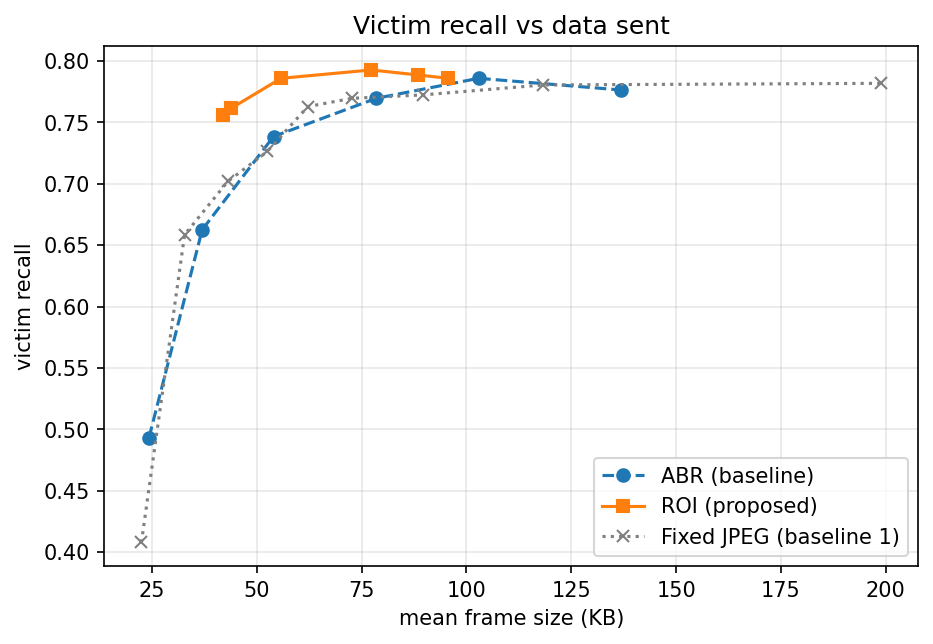 Victim recall vs data sent
victim recall
0.80
0.75
0.70
0.65
0.60
0.55
0.50
0.45
0.40
ABR (baseline)
ROI (proposed)
Fixed JPEG (baseline 1)
25 50 75 100 125 150 175 200
mean frame size (KB)